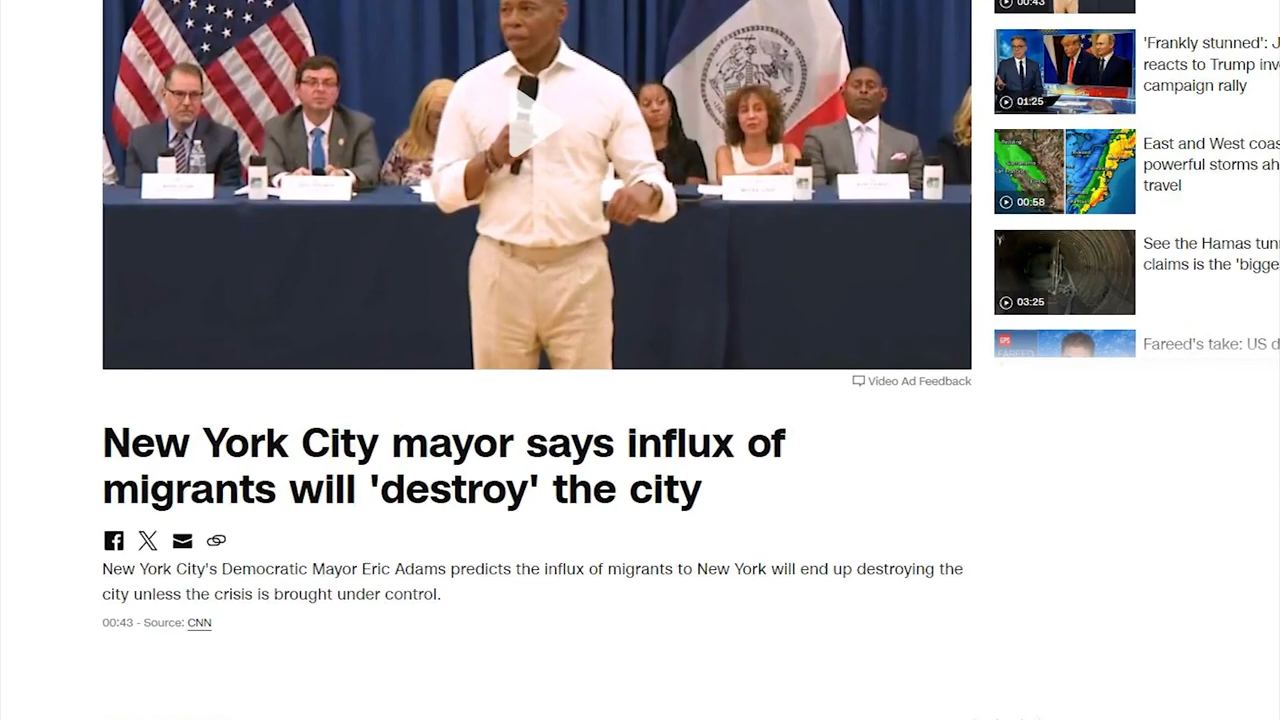 00:43
'Frankly stunned': J
reacts to Trump inv
campaign rally
01:25
East and West coas
powerful storms ah
travel
00:58
See the Hamas tun
claims is the 'bigge
03:25
Fareed's take: US d
GPS
FAREED
Video Ad Feedback
New York City mayor says influx of
migrants will 'destroy' the city
New York City's Democratic Mayor Eric Adams predicts the influx of migrants to New York will end up destroying the
city unless the crisis is brought under control.
00:43 - Source: CNN